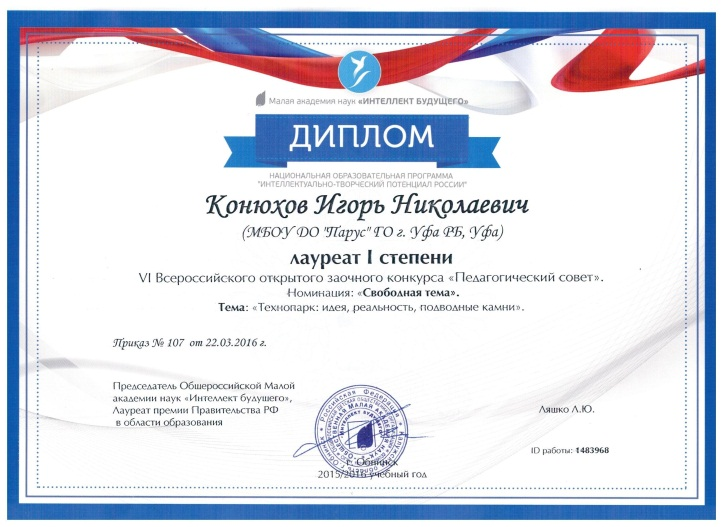 Малая академия наук «ИНТЕЛЛЕКТ БУДУЩЕГО»
ДИПЛОМ
НАЦИОНАЛЬНАЯ ОБРАЗОВАТЕЛЬНАЯ ПРОГРАММА
"ИНТЕЛЛЕКТУАЛЬНО-ТВОРЧЕСКИЙ ПОТЕНЦИАЛ РОССИИ"
Конюхов Игорь Николаевич
(МБОУ ДО "Парус" ГО г. Уфа РБ, Уфа)
лауреат I степени
VI Всероссийского открытого заочного конкурса «Педагогический совет».
Номинация: «Свободная тема».
Тема: «Технопарк: идея, реальность, подводные камни».
Приказ № 107 от 22.03.2016 г.
Председатель Общероссийской Малой
академии наук «Интеллект будущего»,
Лауреат премии Правительства РФ
в области образования
Ляшко Л.Ю.
ID работы: 1483968
г. Обнинск
2015/2016 учебный год